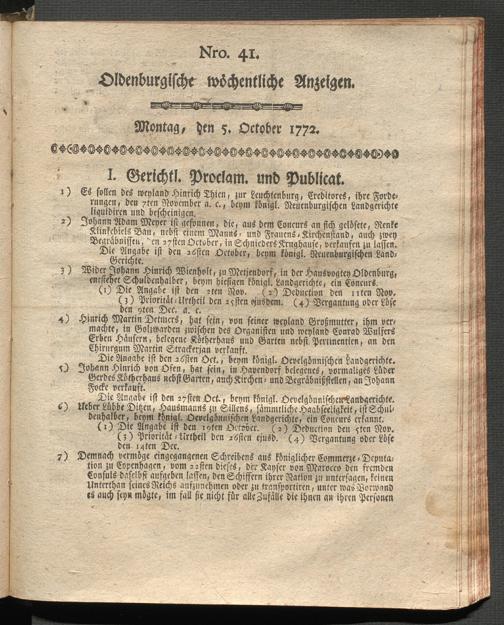 Nro. 41.
Oldenburgische wöchentliche Anzeigen.
Montag, den 5. October 1772.
I. Gerichtl. Proclam. und Publicat.
1) Es sollen des weyland Hinrich Thien, zur Leuchtenburg, Creditores, ihre Forde-
rungen, den 7ten November a. c., beym königl. Neuenburgischen Landgerichte
liquidiren und bescheinigen.
2) Johann Adam Meyer ist gesonnen, die, aus dem Concurs an sich gelösete, Renke
Klinkebiels Bau, nebst einem Manns- und Frauens-Kirchenstand, auch zwey
Begräbnissen, den 27sten October, in Schnieders Krughause, verkaufen zu lassen.
Die Angabe ist den 26sten October, beym königl. Neuenburgischen Land-
Gerichte.
3) Wider Johann Hinrich Wienholt, zu Metjendorf, in der Hausvogtey Oldenburg,
entstehet Schuldenhalber, beym hiesigen königl. Landgerichte, ein Concurs.
(1) Die Angabe ist den 2ten Nov. (2) Deduction den 11ten Nov.
(3) Priorität-Urtheil den 25sten ejusdem. (4) Vergantung oder Löse
den 9ten Dec. a. c.
4) Hinrich Martin Detmers, hat sein, von seiner weyland Großmutter, ihm ver-
machte, in Golzwarden zwischen des Organisten und weyland Conrad Wulfers
Erben Häusern, belegene Kötherhaus und Garten nebst Pertinentien, an den
Chirurgum Martin Strackerjan verkauft.
Die Angabe ist den 26sten Oct., beym königl. Ovelgönnischen Landgerichte.
5) Johann Hinrich von Ofen, hat sein, in Havendorf belegenes, vormaliges Lüder
Gerdes Kötherhaus nebst Garten, auch Kirchen- und Begräbnißstellen, an Johann
Focke verkauft.
Die Angabe ist den 27sten Oct., beym königl. Ovelgönnischen Landgerichte.
6) Ueber Lübbe Ditzen, Hausmanns zu Sillens, sämmtliche Haabseeligkeit, ist Schul-
denhalber, beym königl. Ovelgönnischen Landgerichte, ein Concurs erkannt.
(1) Die Angabe ist den 19ten October. (2) Deduction den 5ten Nov.
(3) Priorität-Urtheil den 26sten ejusd. (4) Vergantung oder Löse
den 14ten Dec.
7) Demnach vermöge eingegangenen Schreibens aus königlicher Commerze-Deputa-
tion zu Copenhagen, vom 22sten dieses, der Kayser von Marocco den fremden
Consuls daselbst aufgeben lassen, den Schiffern ihrer Nation zu untersagen, keinen
Unterthan seines Reichs aufzunehmen oder zu transportiren, unter was Vorwand
es auch seyn mögte, im fall sie nicht für alle Zufälle die ihnen an ihren Personen